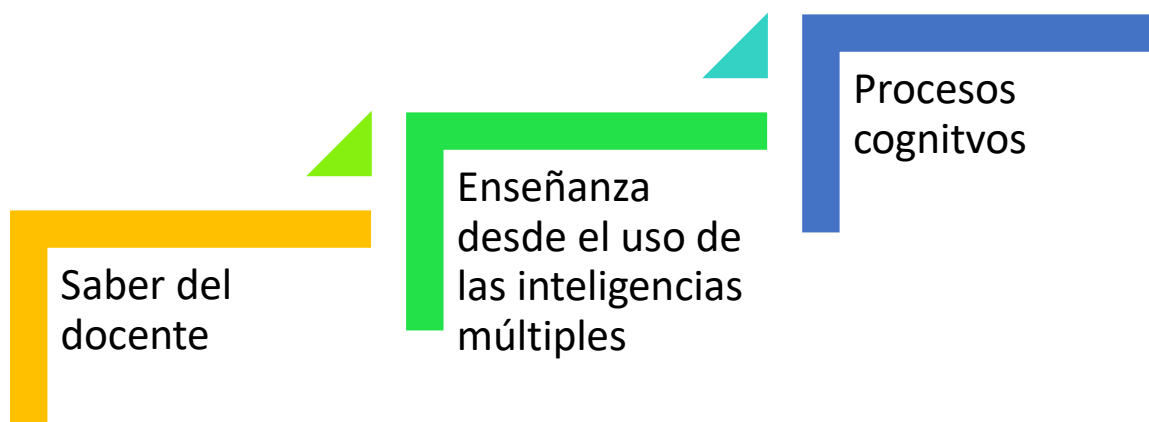 Saber del
docente
Enseñanza
desde el uso de
las inteligencias
múltiples
Procesos
cognitvos